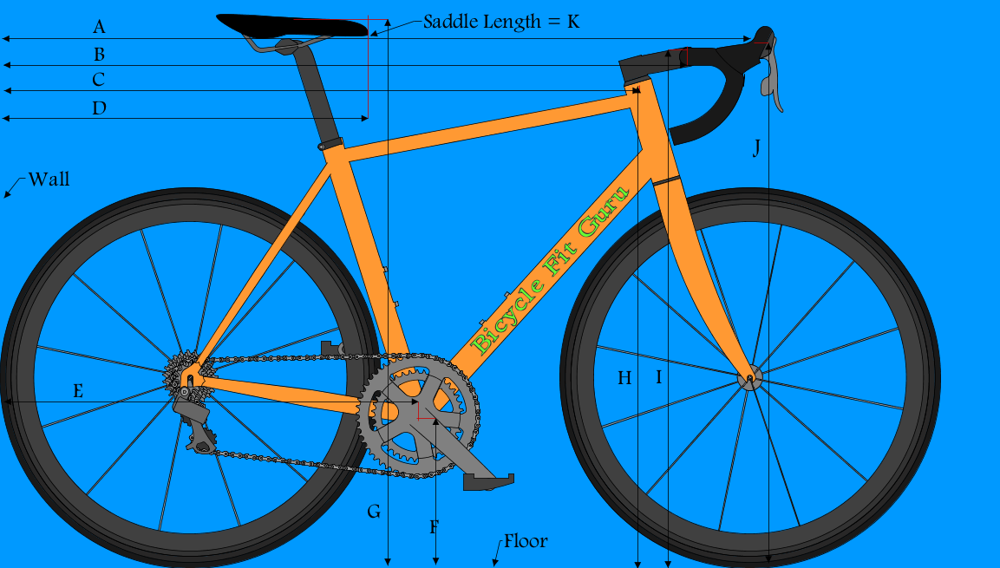 A
Saddle Length = K
B
C
D
J
Wall
Bicycle Fit Guru
E
H
I
G
F
Floor